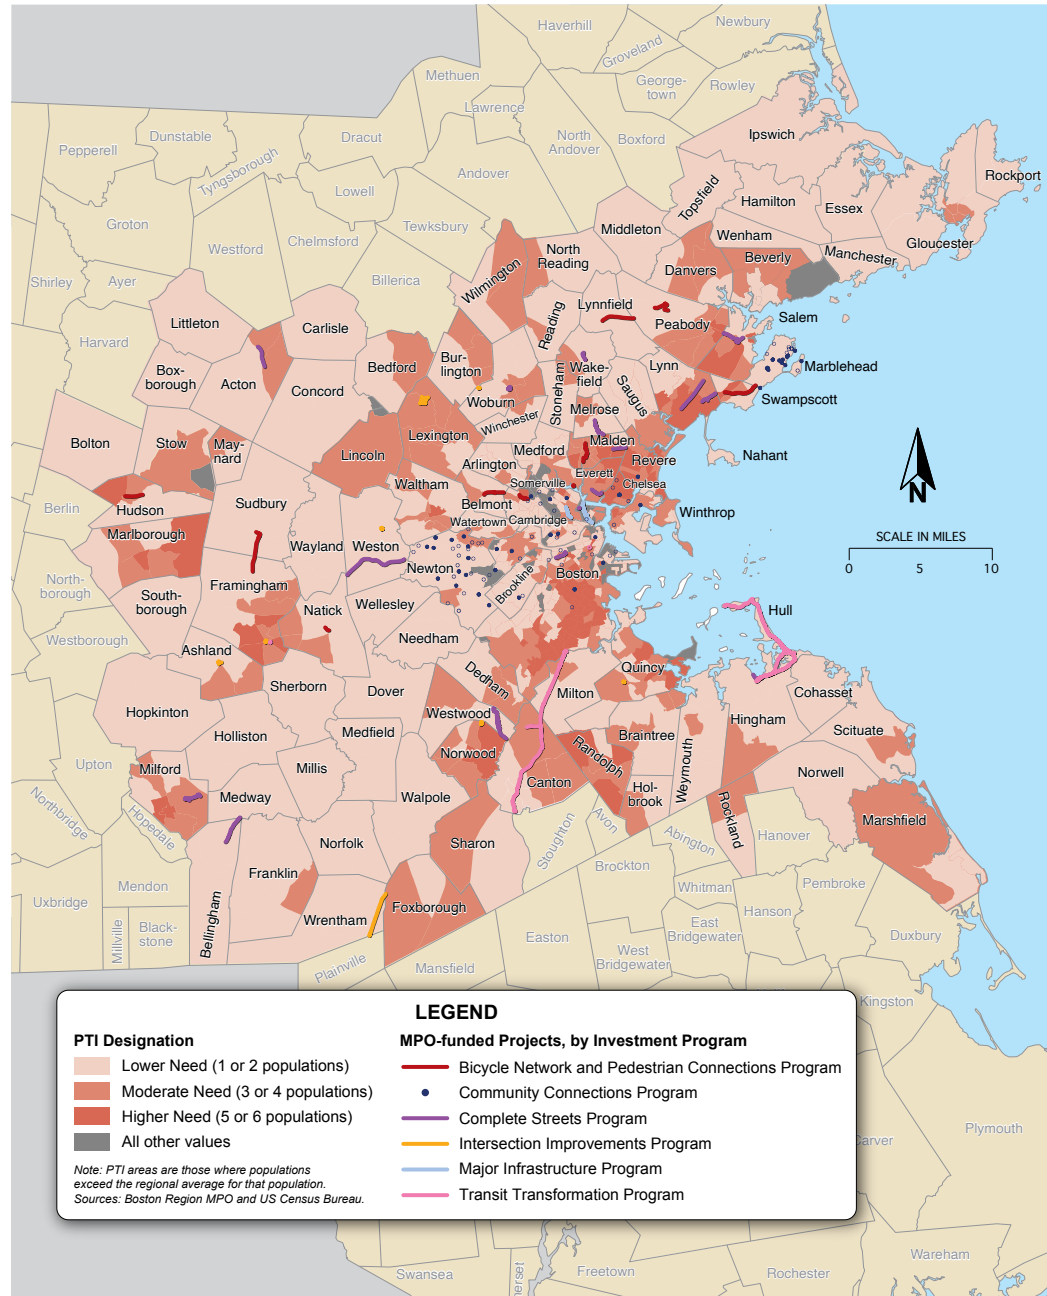 Haverhill
Newbury
Groveland
Methuen
George-
town
Rowley
Lawrence
Dunstable
Dracut
North
Andover
Boxford
Ipswich
Pepperell
Tyngsborough
Andover
Rockport
Lowell
Topsfield
Hamilton
Essex
Groton
Tewksbury
Middleton
Wenham
Gloucester
Westford
Chelmsford
North
Reading
Beverly
Manchester
Shirley
Ayer
Billerica
Wilmington
Danvers
Littleton
Carlisle
Reading
Lynnfield
Peabody
Salem
Harvard
Box-
borough
Acton
Concord
Bedford
Bur-
lington
Stoneham
Wake-
field
Lynn
Marblehead
Woburn
Saugus
Swampscott
Bolton
Stow
May-
nard
Lexington
Winchester
Melrose
Malden
Lincoln
Arlington
Medford
Revere
Nahant
N
Waltham
Somerville
Everett
Chelsea
Berlin
Hudson
Sudbury
Belmont
Winthrop
Marlborough
Watertown
Cambridge
SCALE IN MILES
Wayland
Weston
Newton
Boston
0
5
10
North-
borough
Framingham
Brookline
South-
borough
Natick
Wellesley
Hull
Westborough
Ashland
Needham
Quincy
Sherborn
Dover
Dedham
Milton
Cohasset
Hopkinton
Westwood
Hingham
Scituate
Holliston
Medfield
Norwood
Randolph
Braintree
Weymouth
Upton
Milford
Millis
Canton
Hol-
brook
Norwell
Medway
Walpole
Northbridge
Hopedale
Avon
Rockland
Marshfield
Norfolk
Sharon
Stoughton
Abington
Hanover
Franklin
Brockton
Mendon
Whitman
Pembroke
Uxbridge
Bellingham
Wrentham
Foxborough
Hanson
Millville
Black-
stone
Easton
East
Bridgewater
Duxbury
West
Bridgewater
Plainville
Mansfield
Kingston
LEGEND
PTI Designation
Lower Need (1 or 2 populations)
Moderate Need (3 or 4 populations)
Higher Need (5 or 6 populations)
All other values
Note: PTI areas are those where populations
exceed the regional average for that population.
Sources: Boston Region MPO and US Census Bureau.
MPO-funded Projects, by Investment Program
Bicycle Network and Pedestrian Connections Program
Community Connections Program
Complete Streets Program
Intersection Improvements Program
Major Infrastructure Program
Transit Transformation Program
Plymouth
Carver
Wareham
Swansea
erset
Freetown
Rochester